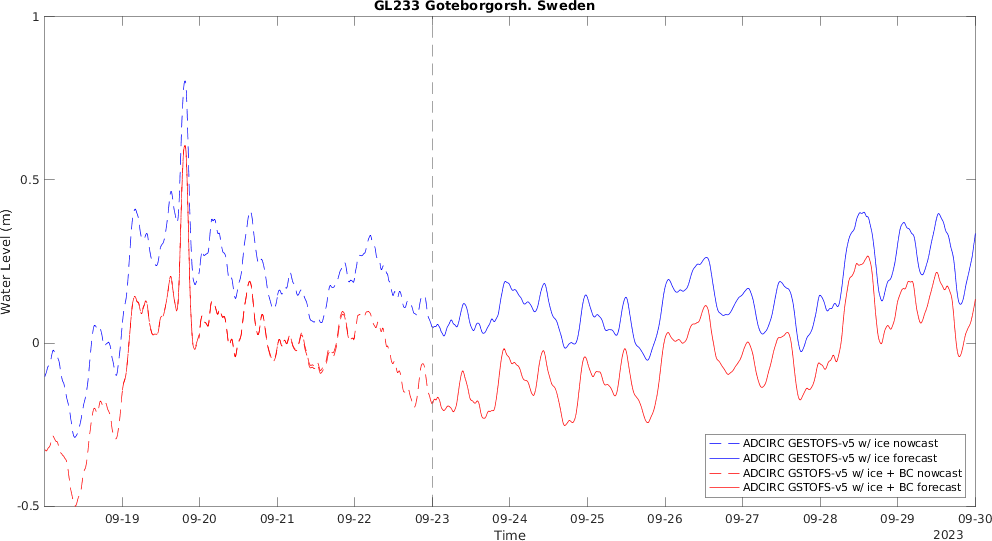 GL233 Goteborgorsh. Sweden
1
0.5
0
-0.5
Water Level (m)
ADCIRC GESTOFS-v5 w/ ice nowcast
ADCIRC GESTOFS-v5 w/ ice forecast
ADCIRC GSTOFS-v5 w/ ice + BC nowcast
ADCIRC GSTOFS-v5 w/ ice + BC forecast
09-19 09-20 09-21 09-22 09-23 09-24 09-25 09-26 09-27 09-28 09-29 09-30
Time
2023